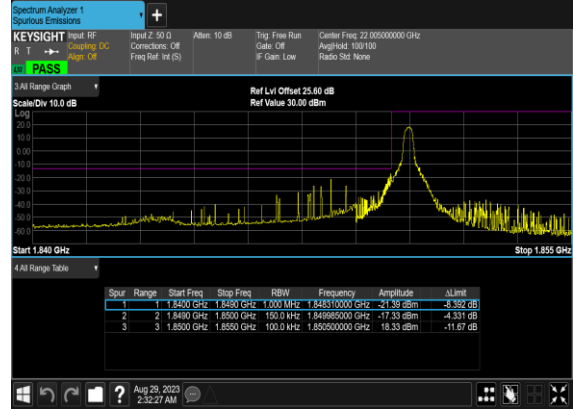 Spectrum Analyzer 1
Spurious Emissions
KEYSIGHT Input: RF Input Z: 50 Ω Atten: 10 dB Trig: Free Run Center Freq: 22.005000000 GHz
R T Coupling: DC Corrections: Off Gate: Off Avg|Hold: 100/100
Align: Off Freq Ref: Int (S) IF Gain: Low Radio Std: None
PASS
3 All Range Graph
Ref Lvl Offset 25.60 dB
Scale/Div 10.0 dB Ref Value 30.00 dBm
Log
20.0
10.0
0.00
-10.0
-20.0
-30.0
-40.0
-50.0
-60.0
Start 1.840 GHz Stop 1.855 GHz
4 All Range Table
Spur Range Start Freq Stop Freq RBW Frequency Amplitude ΔLimit
1 1 1.8400 GHz 1.8490 GHz 1.000 MHz 1.848310000 GHz -21.39 dBm -8.392 dB
2 2 1.8490 GHz 1.8500 GHz 150.0 kHz 1.849985000 GHz -17.33 dBm -4.331 dB
3 3 1.8500 GHz 1.8550 GHz 100.0 kHz 1.850500000 GHz 18.33 dBm -11.67 dB
? Aug 29, 2023
2:32:27 AM